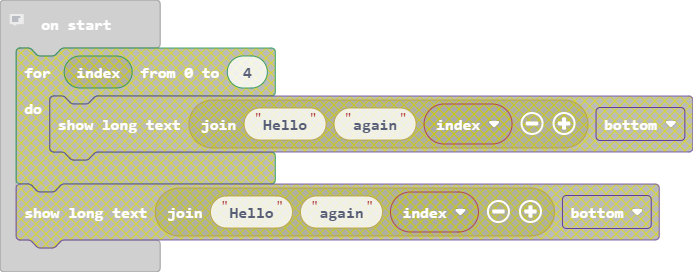 on start
for index from 0 to 4
do
show long text join "Hello" "again" index bottom
show long text join "Hello" "again" index bottom